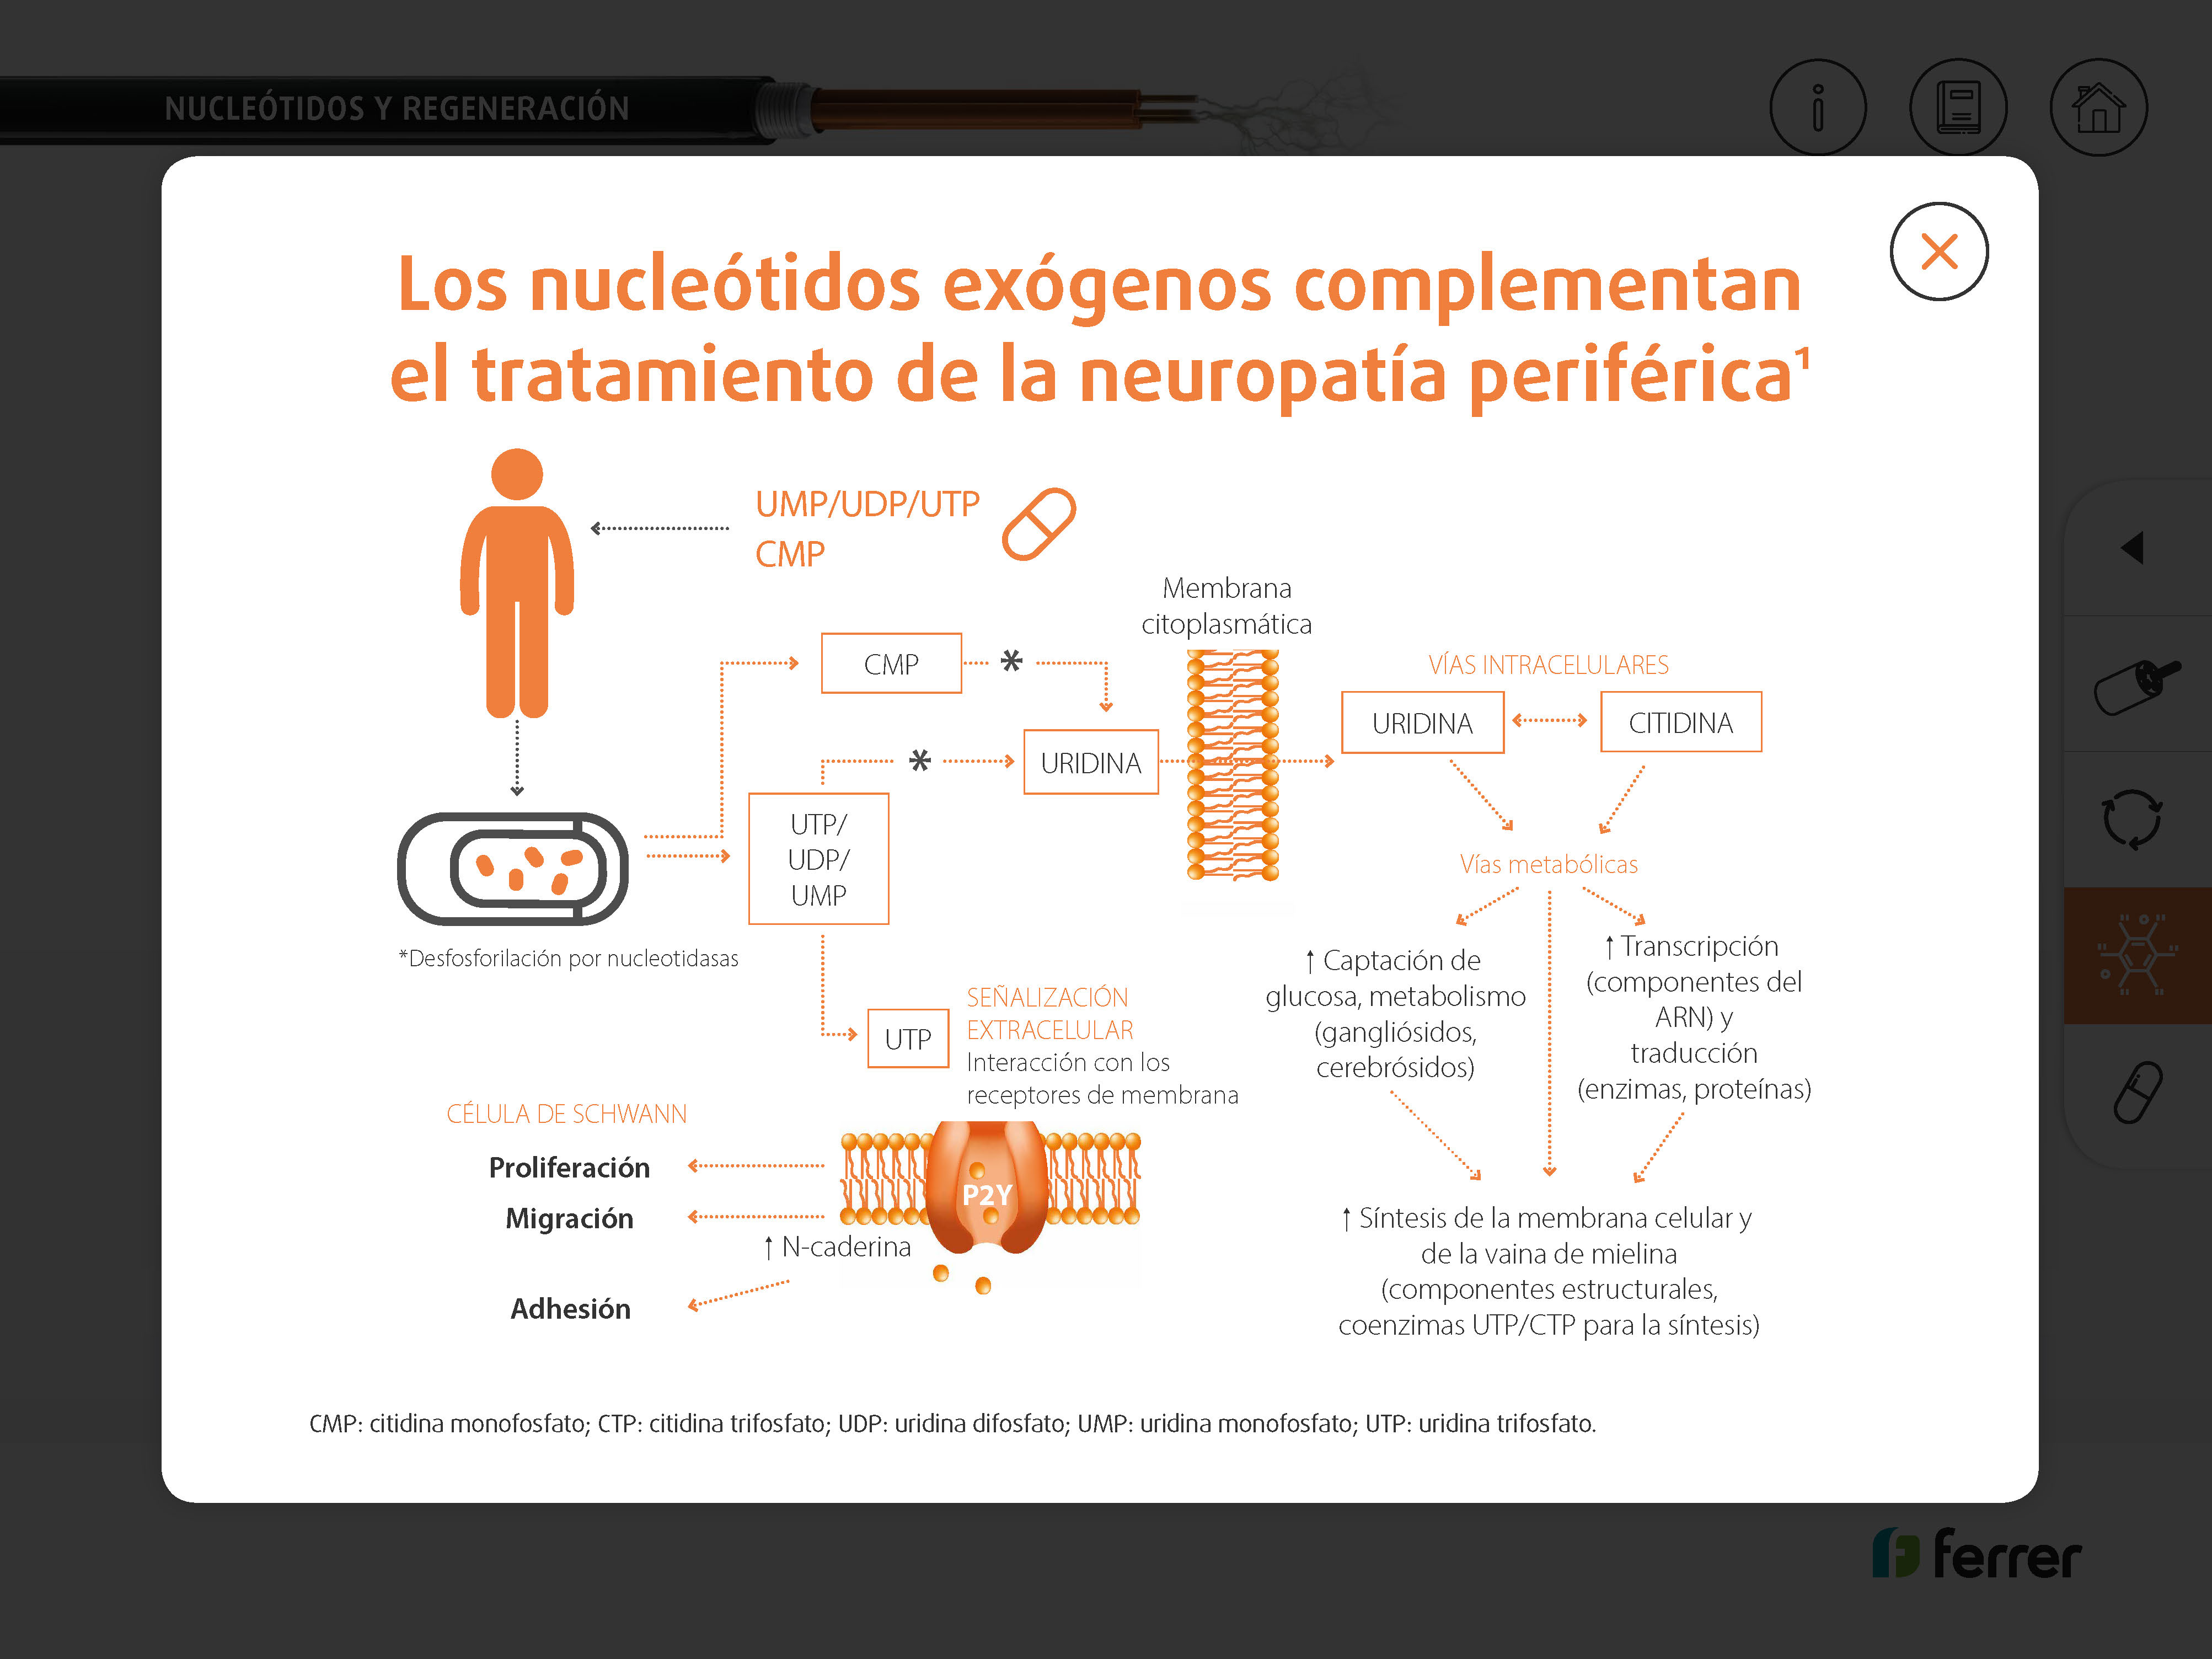 NUCLEÓTIDOS Y REGENERACIÓN
Los nucleótidos exógenos complementan
el tratamiento de la neuropatía periférica¹
UMP/UDP/UTP
CMP
Membrana
citoplasmática
CMP
*
VÍAS INTRACELULARES
URIDINA
CITIDINA
*
URIDINA
UTP/
UDP/
UMP
Vías metabólicas
*Desfosforilación por nucleotidasas
↑ Captación de
glucosa, metabolismo
(gangliósidos,
cerebrósidos)
↑ Transcripción
(componentes del
ARN) y
traducción
(enzimas, proteínas)
UTP
SEÑALIZACIÓN
EXTRACELULAR
Interacción con los
receptores de membrana
CÉLULA DE SCHWANN
Proliferación
Migración
Adhesión
P2Y
↑ N-caderina
↑ Síntesis de la membrana celular y
de la vaina de mielina
(componentes estructurales,
coenzimas UTP/CTP para la síntesis)
CMP: citidina monofosfato; CTP: citidina trifosfato; UDP: uridina difosfato; UMP: uridina monofosfato; UTP: uridina trifosfato.
ferrer